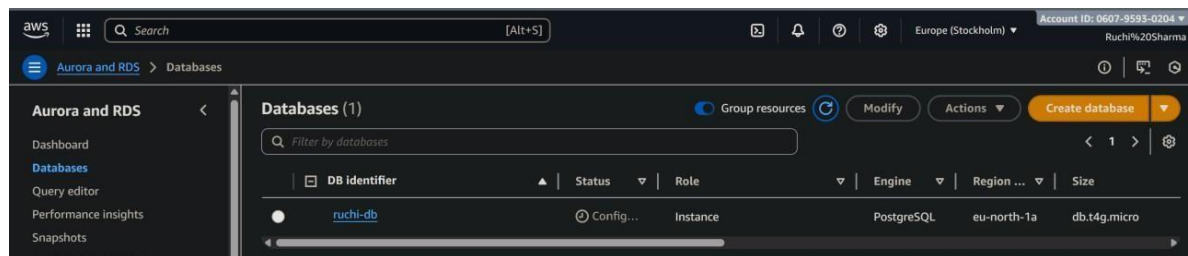 aws Search [Alt+S] Europe (Stockholm) Account ID: 0607-9593-0204
Ruchi%20Sharma
Aurora and RDS > Databases
Aurora and RDS
Dashboard
Databases
Query editor
Performance insights
Snapshots
Databases (1) Group resources Modify Actions Create database
Filter by databases 1
DB identifier Status Role Engine Region ... Size
ruchi-db Config... Instance PostgreSQL eu-north-1a db.t4g.micro